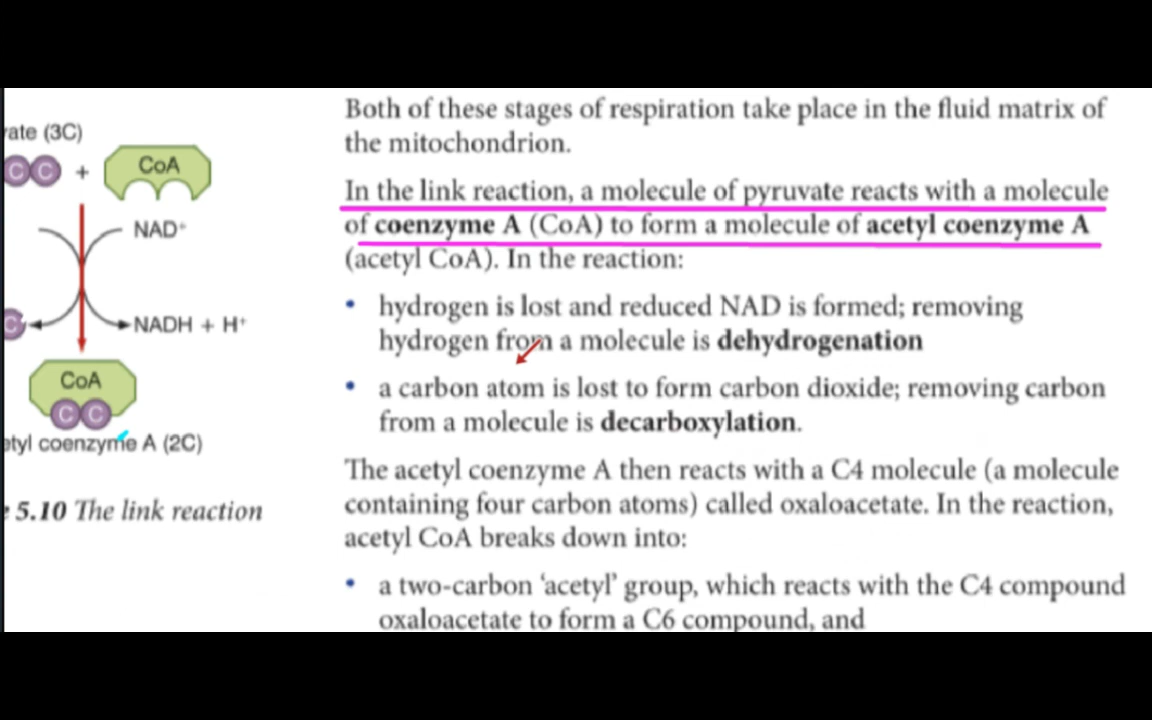 rate (3C)
C C + CoA
NAD+
C NADH + H+
CoA
C C
etyl coenzyme A (2C)
5.10 The link reaction
Both of these stages of respiration take place in the fluid matrix of
the mitochondrion.
In the link reaction, a molecule of pyruvate reacts with a molecule
of coenzyme A (CoA) to form a molecule of acetyl coenzyme A
(acetyl CoA). In the reaction:
• hydrogen is lost and reduced NAD is formed; removing
hydrogen from a molecule is dehydrogenation
• a carbon atom is lost to form carbon dioxide; removing carbon
from a molecule is decarboxylation.
The acetyl coenzyme A then reacts with a C4 molecule (a molecule
containing four carbon atoms) called oxaloacetate. In the reaction,
acetyl CoA breaks down into:
• a two-carbon ‘acetyl’ group, which reacts with the C4 compound
oxaloacetate to form a C6 compound, and